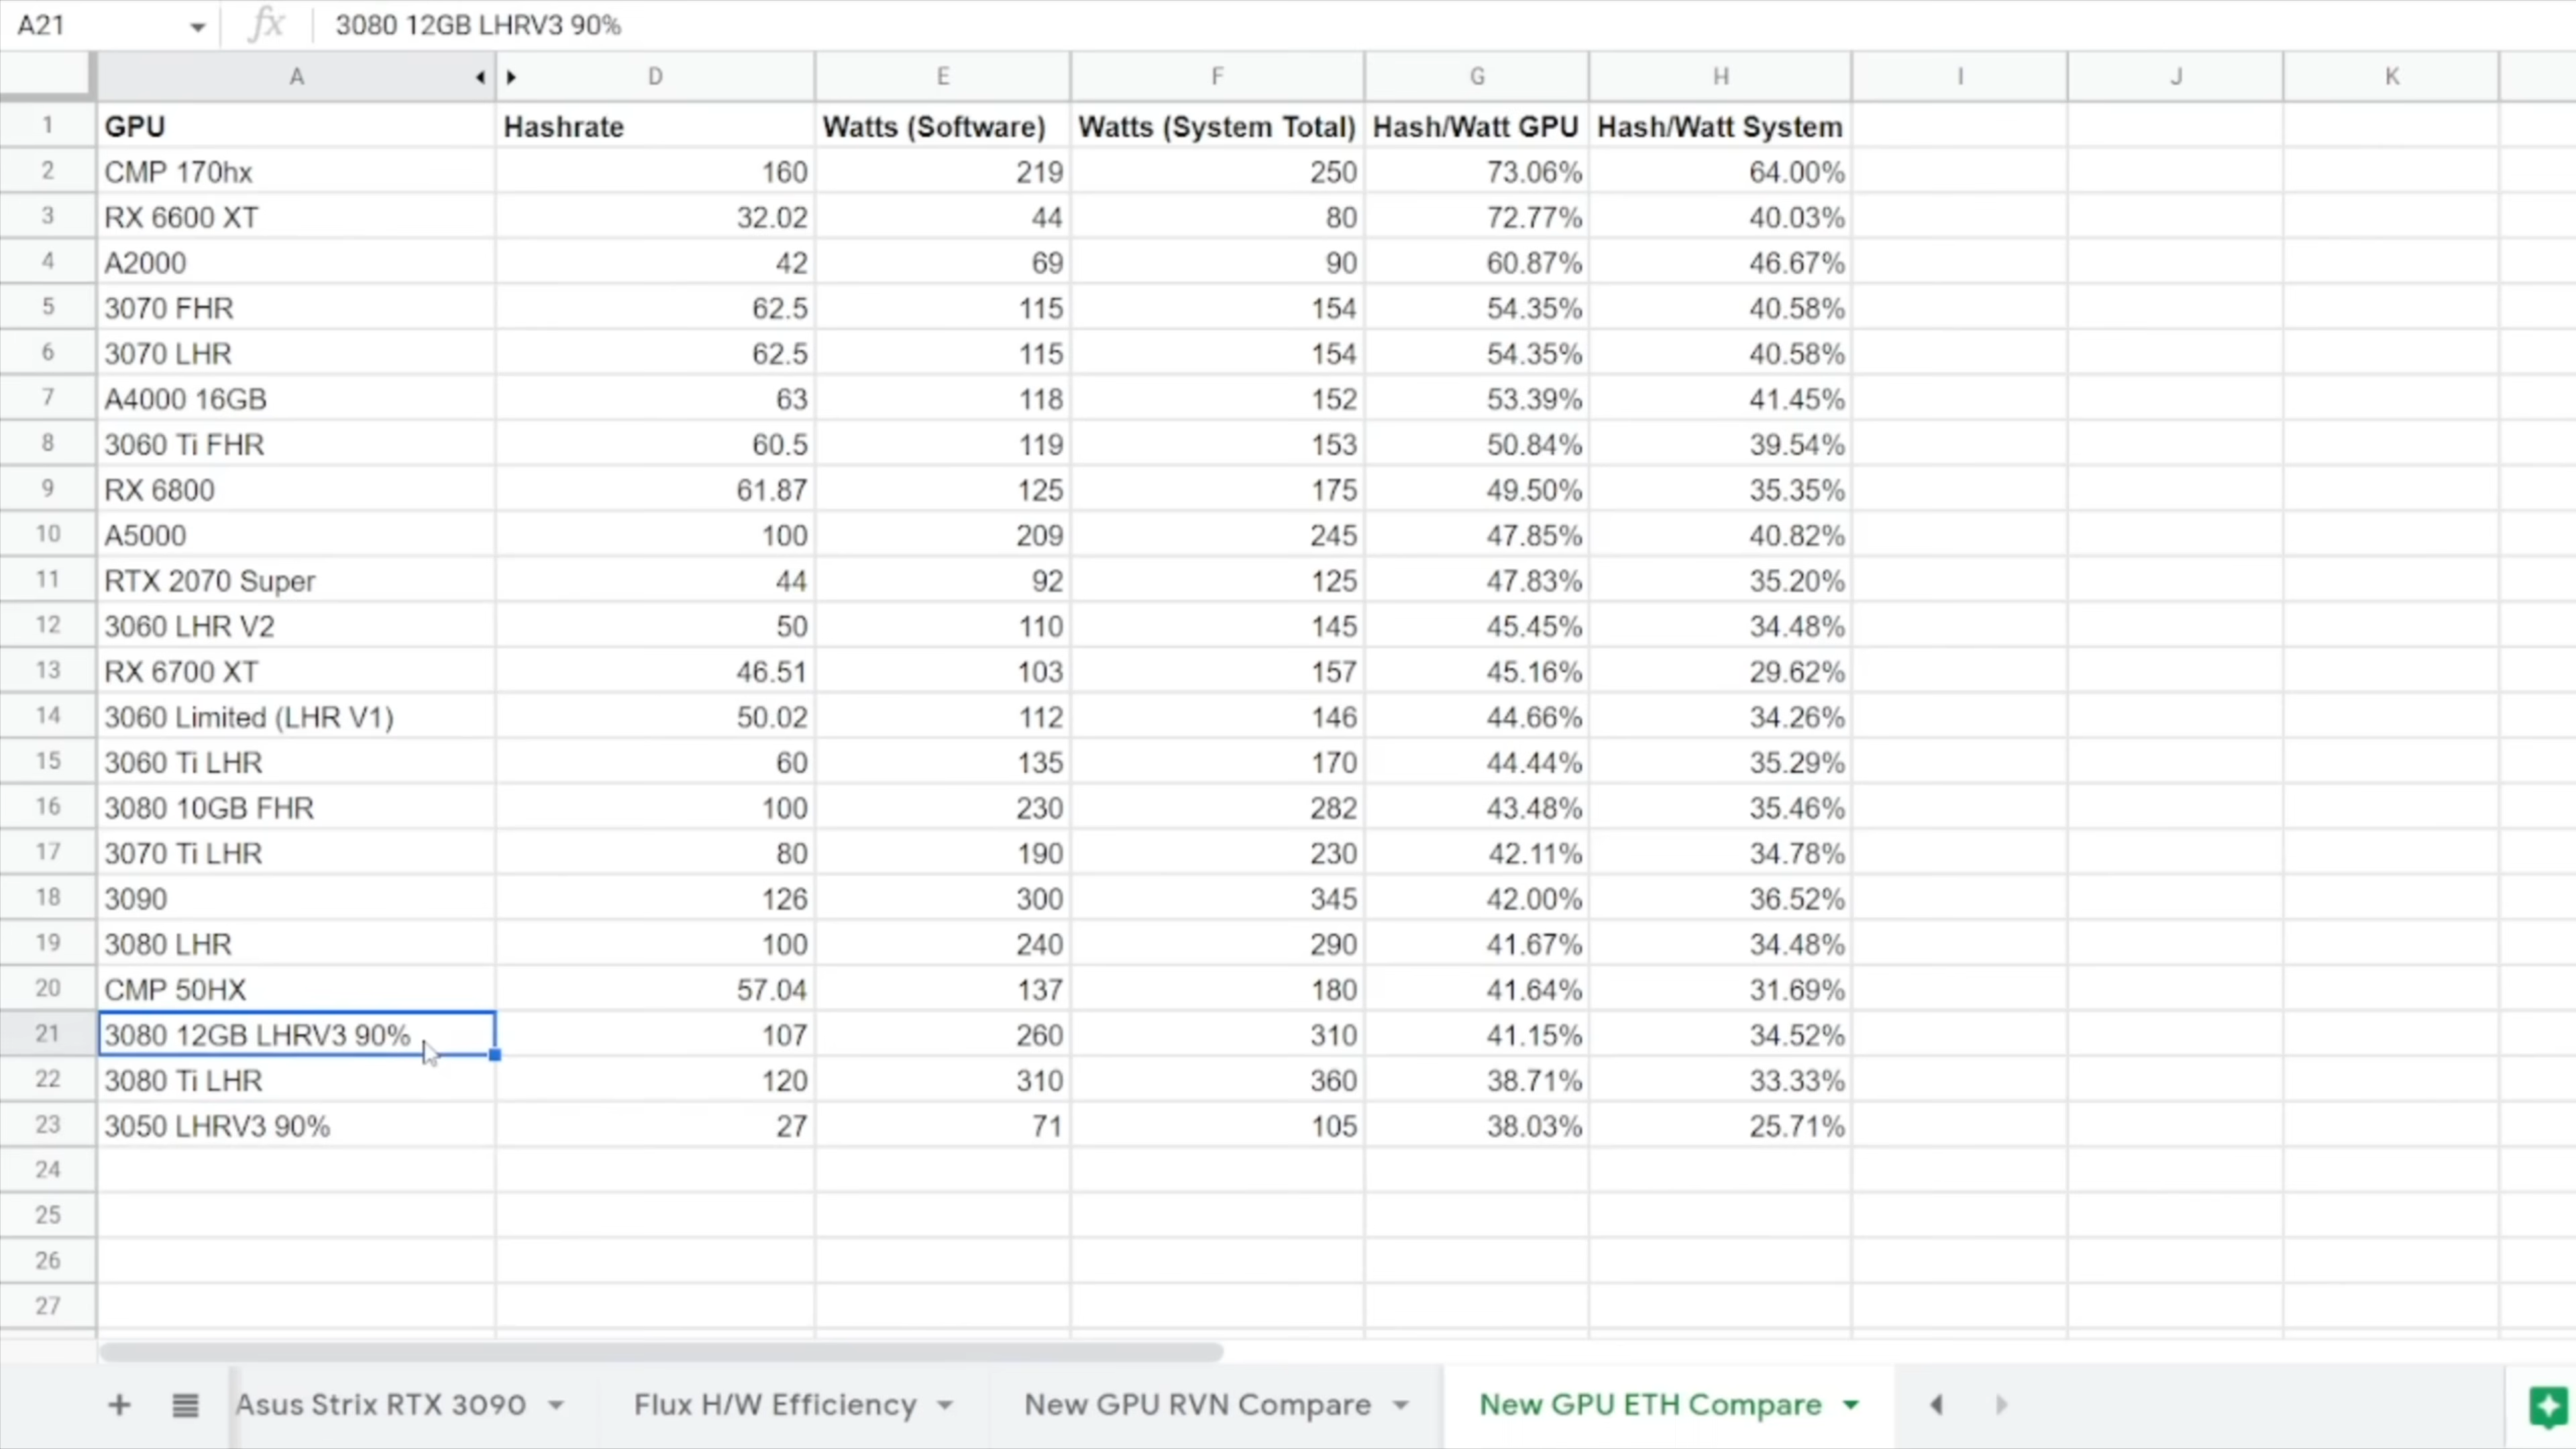 A21 fx 3080 12GB LHRV3 90%
A D E F G H I J K
1 GPU Hashrate Watts (Software) Watts (System Total) Hash/Watt GPU Hash/Watt System
2 CMP 170hx 160 219 250 73.06% 64.00%
3 RX 6600 XT 32.02 44 80 72.77% 40.03%
4 A2000 42 69 90 60.87% 46.67%
5 3070 FHR 62.5 115 154 54.35% 40.58%
6 3070 LHR 62.5 115 154 54.35% 40.58%
7 A4000 16GB 63 118 152 53.39% 41.45%
8 3060 Ti FHR 60.5 119 153 50.84% 39.54%
9 RX 6800 61.87 125 175 49.50% 35.35%
10 A5000 100 209 245 47.85% 40.82%
11 RTX 2070 Super 44 92 125 47.83% 35.20%
12 3060 LHR V2 50 110 145 45.45% 34.48%
13 RX 6700 XT 46.51 103 157 45.16% 29.62%
14 3060 Limited (LHR V1) 50.02 112 146 44.66% 34.26%
15 3060 Ti LHR 60 135 170 44.44% 35.29%
16 3080 10GB FHR 100 230 282 43.48% 35.46%
17 3070 Ti LHR 80 190 230 42.11% 34.78%
18 3090 126 300 345 42.00% 36.52%
19 3080 LHR 100 240 290 41.67% 34.48%
20 CMP 50HX 57.04 137 180 41.64% 31.69%
21 3080 12GB LHRV3 90% 107 260 310 41.15% 34.52%
22 3080 Ti LHR 120 310 360 38.71% 33.33%
23 3050 LHRV3 90% 27 71 105 38.03% 25.71%
24
25
26
27
Asus Strix RTX 3090 Flux H/W Efficiency New GPU RVN Compare New GPU ETH Compare